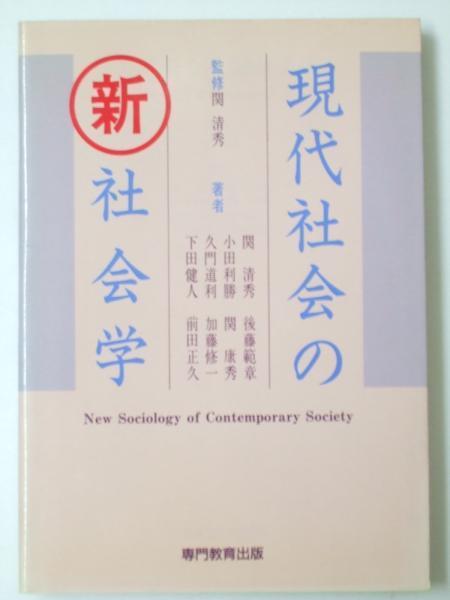 現代社会の
新社会学
監修 関 清秀
著者
関 清秀 後藤範章
小田利勝 関 康秀
久門道利 加藤修一
下田健人 前田正久
New Sociology of Contemporary Society
専門教育出版